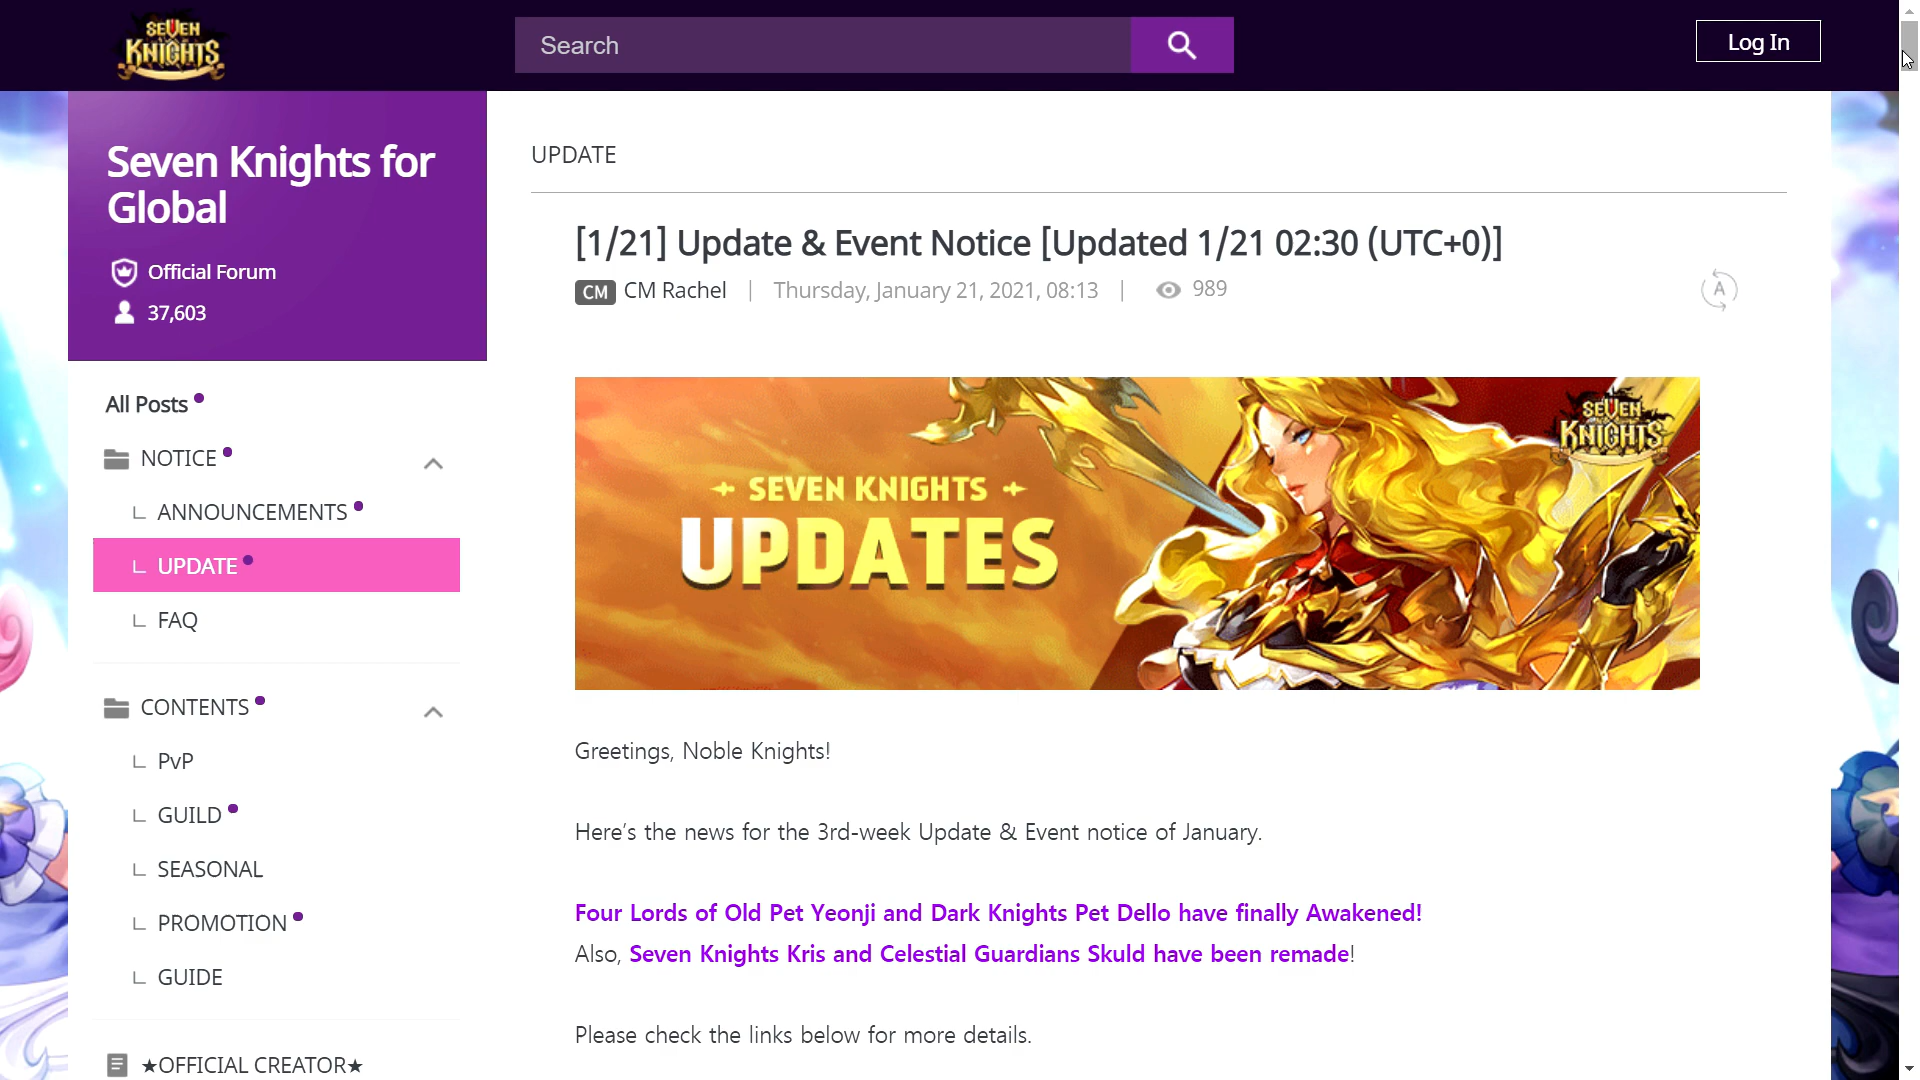 SEVEN KNIGHTS
Search
Log In
Seven Knights for
Global
Official Forum
37,603
All Posts
NOTICE
ANNOUNCEMENTS
UPDATE
FAQ
CONTENTS
PvP
GUILD
SEASONAL
PROMOTION
GUIDE
★OFFICIAL CREATOR★
UPDATE
[1/21] Update & Event Notice [Updated 1/21 02:30 (UTC+0)]
CM CM Rachel | Thursday, January 21, 2021, 08:13 | 989
A
SEVEN KNIGHTS
UPDATES
SEVEN
KNIGHTS
Greetings, Noble Knights!
Here’s the news for the 3rd-week Update & Event notice of January.
Four Lords of Old Pet Yeonji and Dark Knights Pet Dello have finally Awakened!
Also, Seven Knights Kris and Celestial Guardians Skuld have been remade!
Please check the links below for more details.